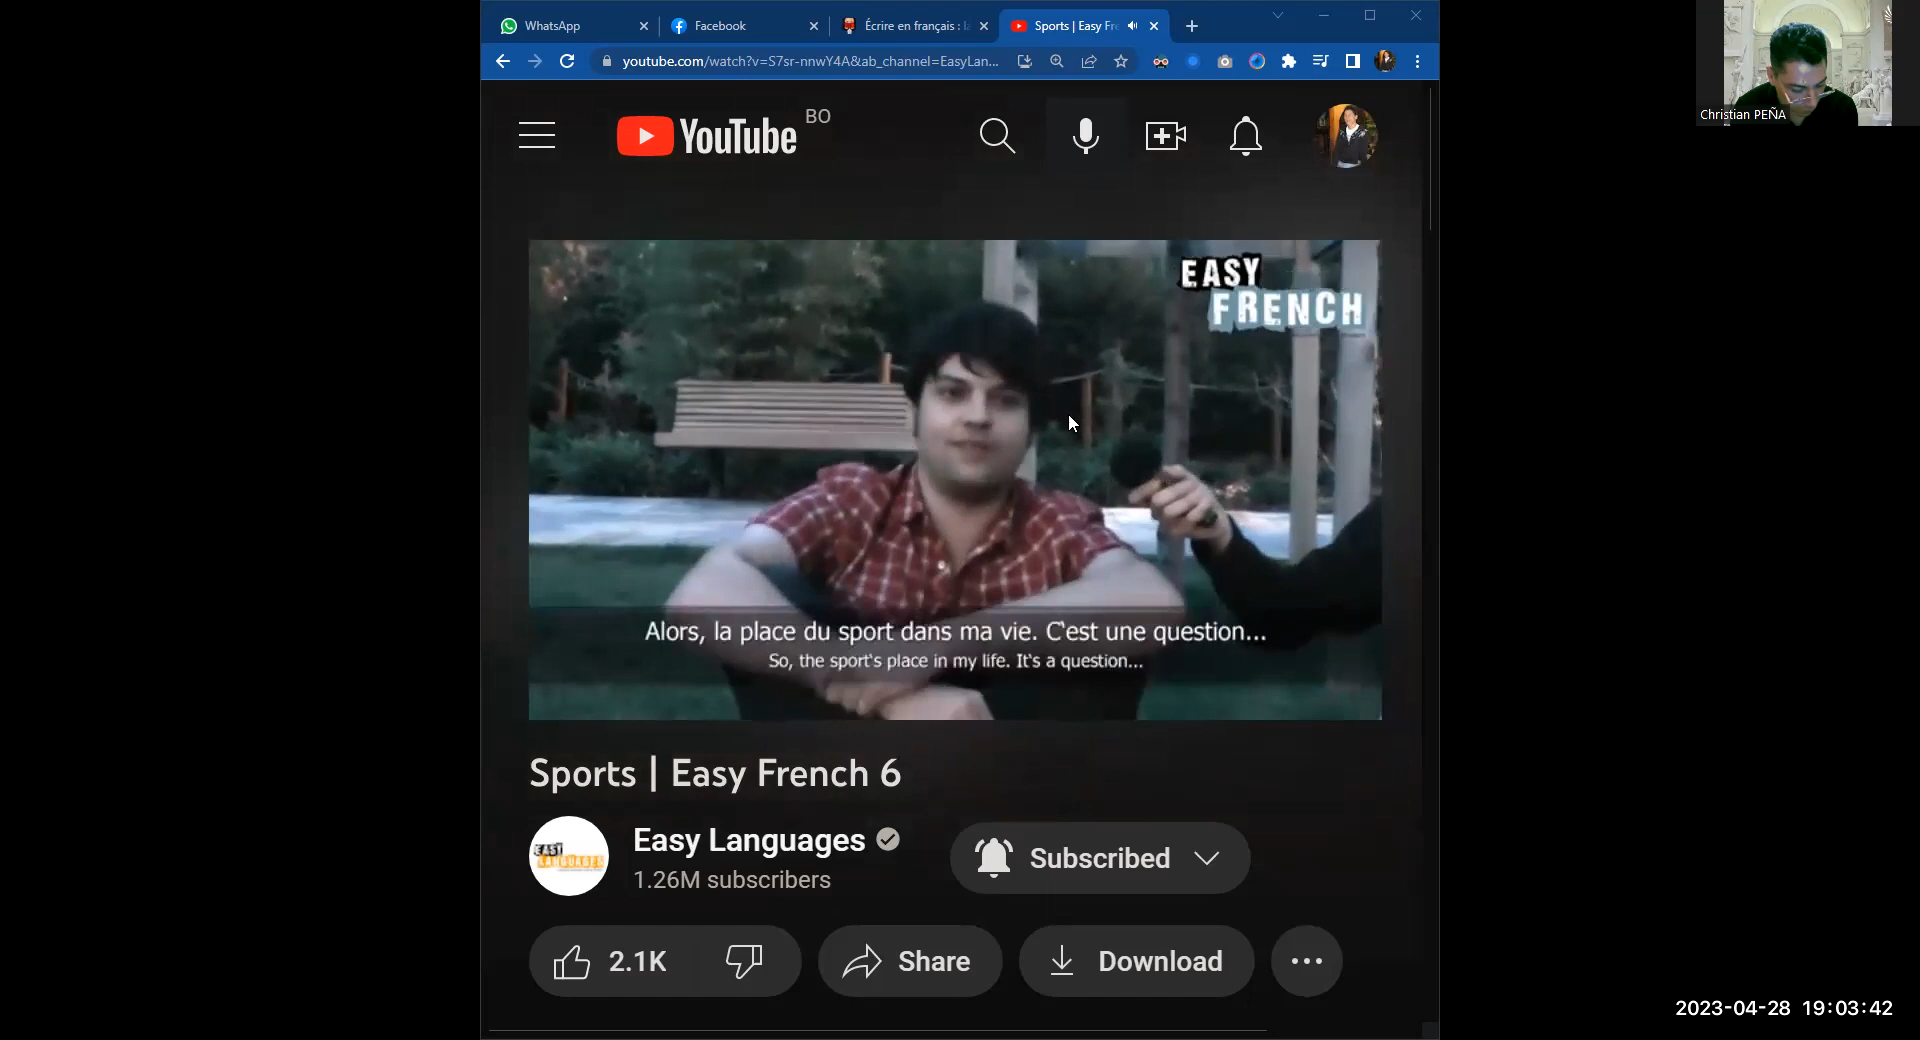 WhatsApp
Facebook
Écrire en français : l
Sports | Easy Fre
youtube.com/watch?v=S7sr-nnwY4A&ab_channel=EasyLan...
YouTube BO
EASY
FRENCH
Alors, la place du sport dans ma vie. C'est une question...
So, the sport's place in my life. It's a question...
Sports | Easy French 6
EASY
LANGUAGES
Easy Languages
1.26M subscribers
Subscribed
2.1K
Share
Download
Christian PEÑA
2023-04-28 19:03:42